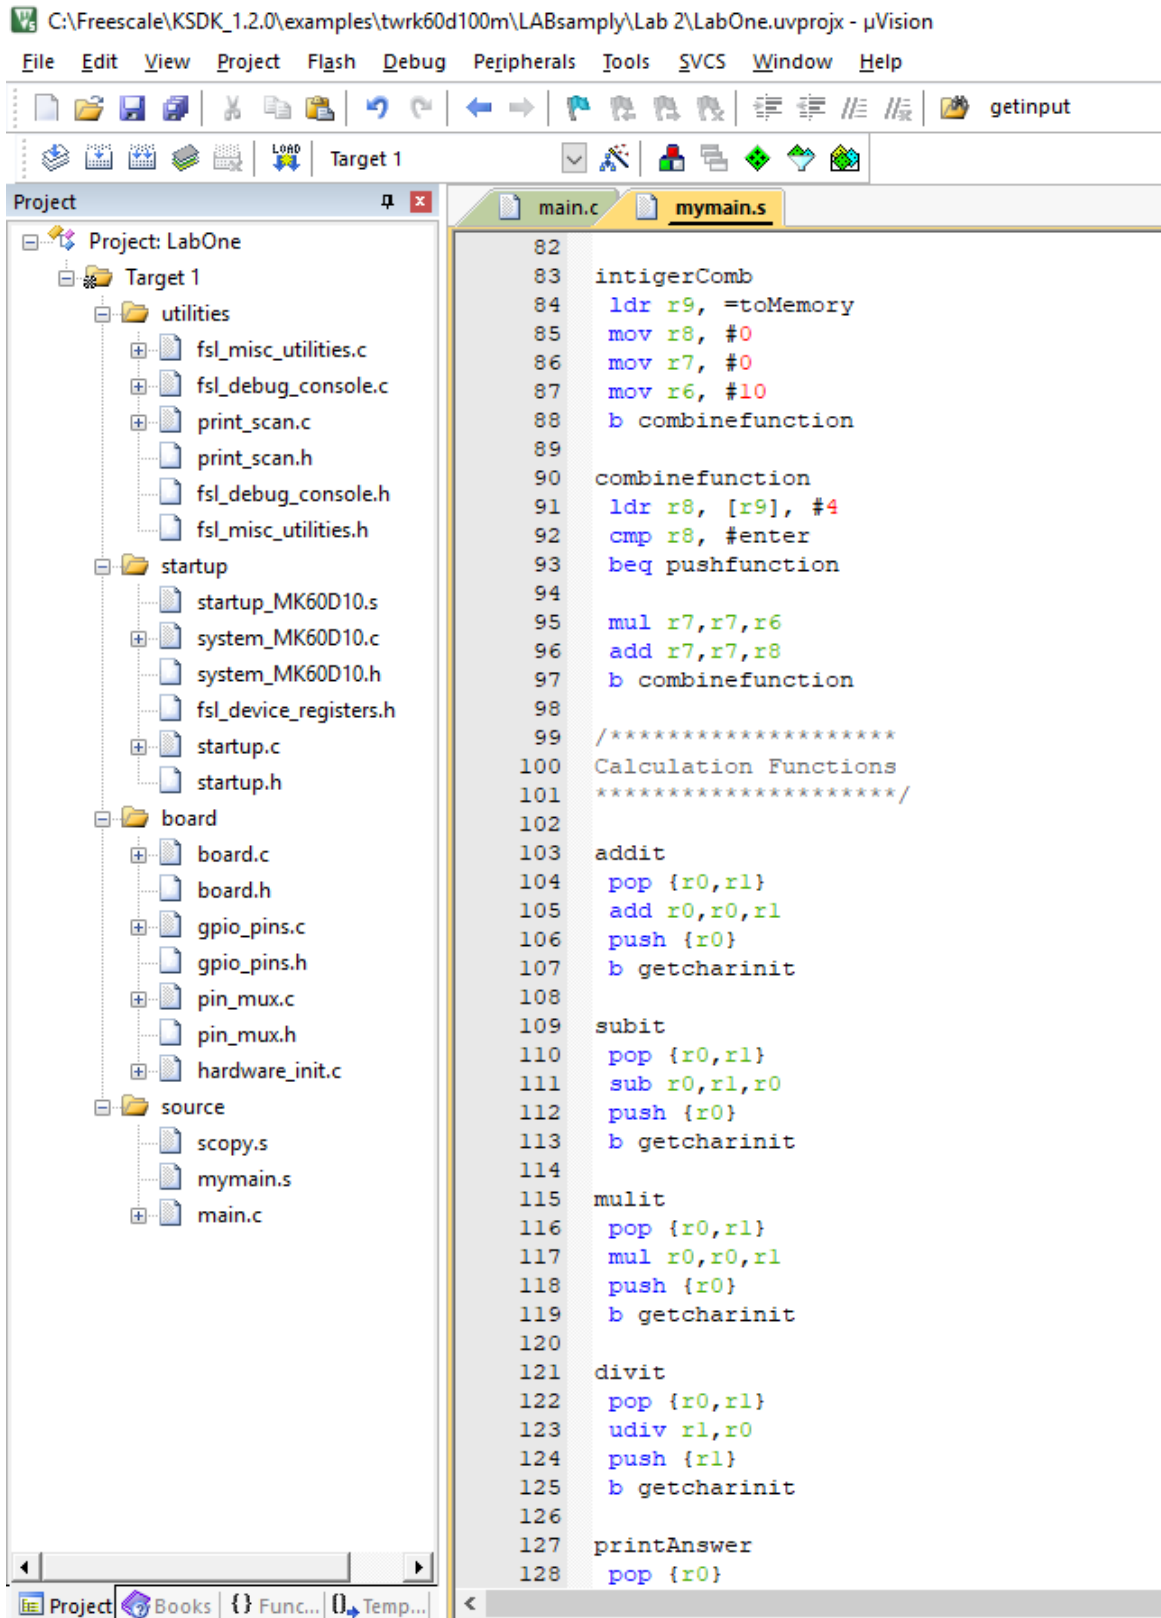 C:\Freescale\KSDK_1.2.0\examples\twrk60d100m\LABsamply\Lab 2\LabOne.uvprojx - µVision
File Edit View Project Flash Debug Peripherals Tools SVCS Window Help
getinput
LOAD Target 1
Project
main.c mymain.s
Project: LabOne
Target 1
utilities
fsl_misc_utilities.c
fsl_debug_console.c
print_scan.c
print_scan.h
fsl_debug_console.h
fsl_misc_utilities.h
startup
startup_MK60D10.s
system_MK60D10.c
system_MK60D10.h
fsl_device_registers.h
startup.c
startup.h
board
board.c
board.h
gpio_pins.c
gpio_pins.h
pin_mux.c
pin_mux.h
hardware_init.c
source
scopy.s
mymain.s
main.c
82
83 intigerComb
84 ldr r9, =toMemory
85 mov r8, #0
86 mov r7, #0
87 mov r6, #10
88 b combinefunction
89
90 combinefunction
91 ldr r8, [r9], #4
92 cmp r8, #enter
93 beq pushfunction
94
95 mul r7,r7,r6
96 add r7,r7,r8
97 b combinefunction
98
99 /********************
100 Calculation Functions
101 *********************/
102
103 addit
104 pop {r0,r1}
105 add r0,r0,r1
106 push {r0}
107 b getcharinit
108
109 subit
110 pop {r0,r1}
111 sub r0,r1,r0
112 push {r0}
113 b getcharinit
114
115 mulit
116 pop {r0,r1}
117 mul r0,r0,r1
118 push {r0}
119 b getcharinit
120
121 divit
122 pop {r0,r1}
123 udiv r1,r0
124 push {r1}
125 b getcharinit
126
127 printAnswer
128 pop {r0}
Project Books {} Func... 0 Temp...